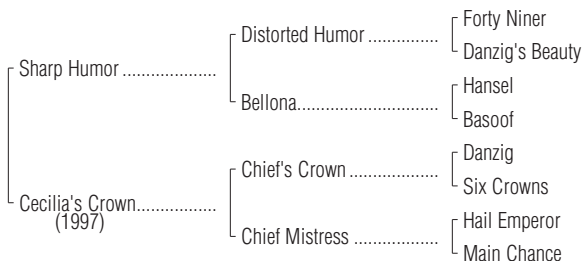 Forty Niner
Distorted Humor ................
Danzig's Beauty
Sharp Humor .....................
Hansel
Bellona................................
Basoof
Danzig
Chief's Crown ....................
Six Crowns
Cecilia's Crown..................
(1997)
Hail Emperor
Chief Mistress ....................
Main Chance